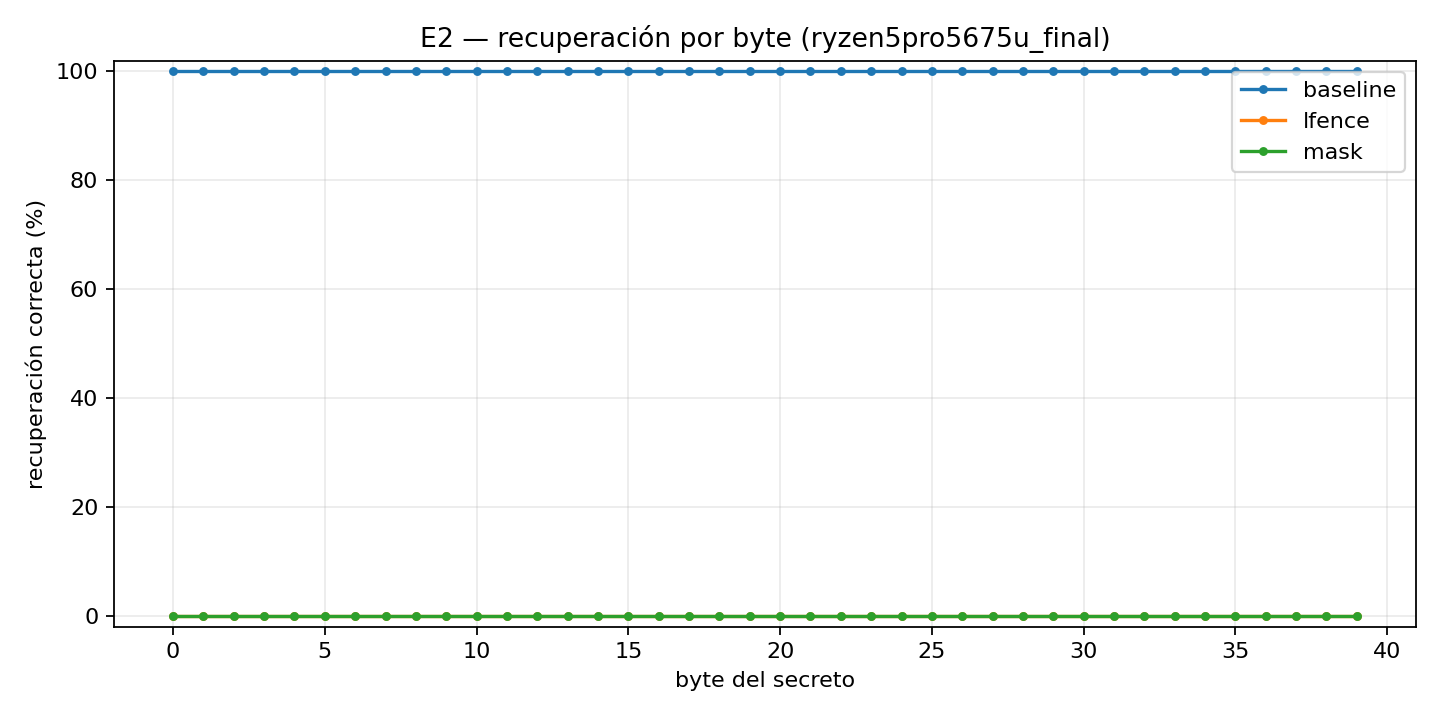 E2 — recuperación por byte (ryzen5pro5675u_final)
recuperación correcta (%)
100
80
60
40
20
0
baseline
lfence
mask
0 5 10 15 20 25 30 35 40
byte del secreto